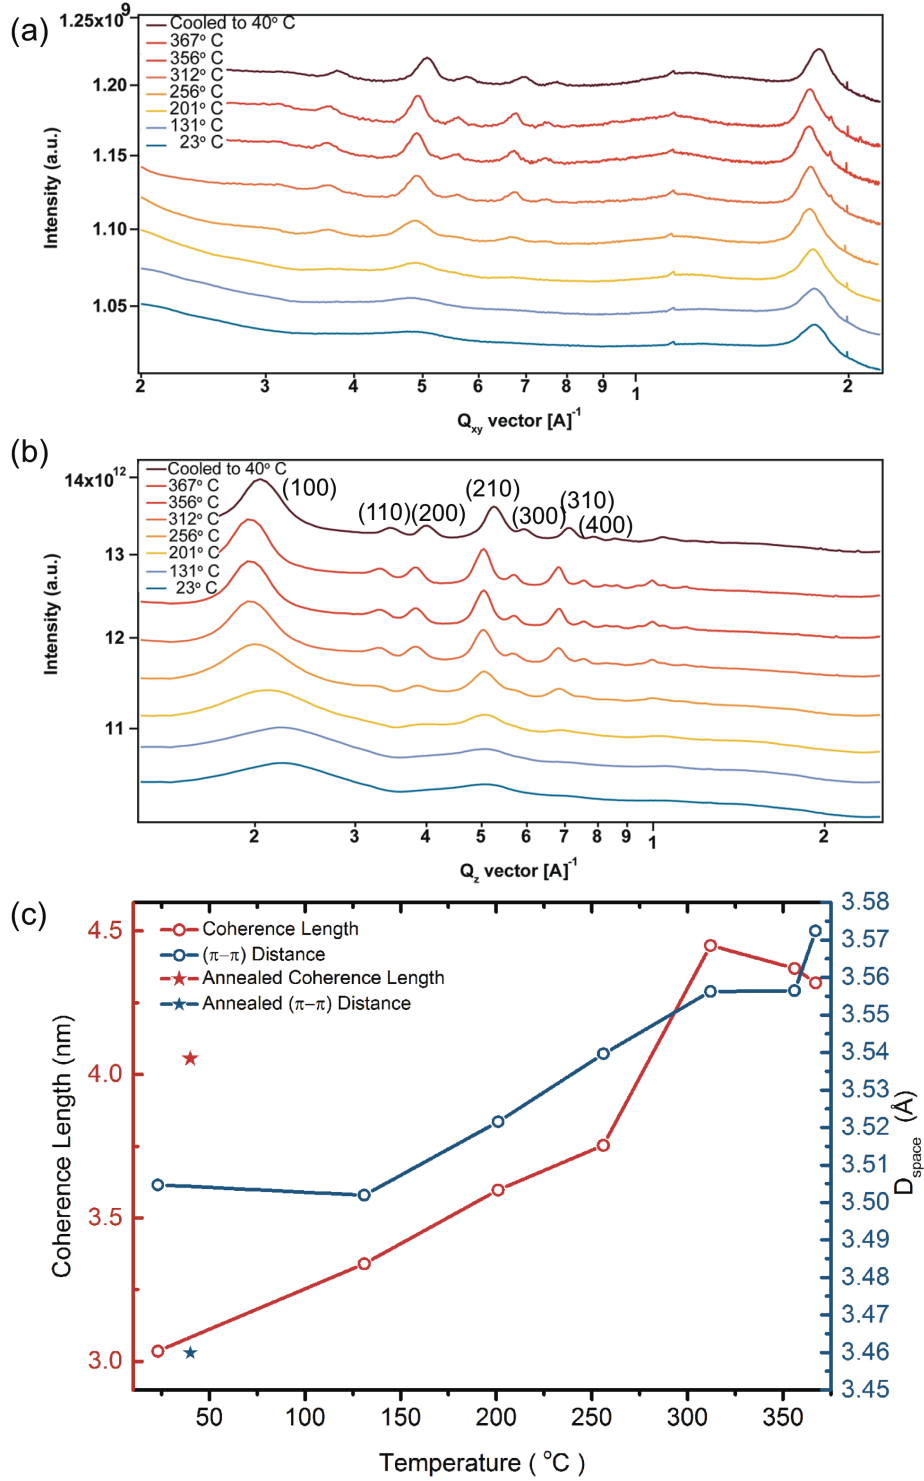 (a)
1.25x10⁹
Cooled to 40° C
367° C
356° C
312° C
256° C
201° C
131° C
23° C
1.20
1.15
1.10
1.05
Intensity (a.u.)
2 3 4 5 6 7 8 9 1 2
Qxy vector [A]⁻¹
(b)
14x10¹²
Cooled to 40° C
367° C
356° C
312° C
256° C
201° C
131° C
23° C
(100)
(110)
(200)
(210)
(300)
(310)
(400)
13
12
11
Intensity (a.u.)
2 3 4 5 6 7 8 9 1 2
Qz vector [A]⁻¹
(c)
Coherence Length
(π−π) Distance
Annealed Coherence Length
Annealed (π−π) Distance
4.5
4.0
3.5
3.0
Coherence Length (nm)
3.58
3.57
3.56
3.55
3.54
3.53
3.52
3.51
3.50
3.49
3.48
3.47
3.46
3.45
Dspace (Å)
50 100 150 200 250 300 350
Temperature ( °C )